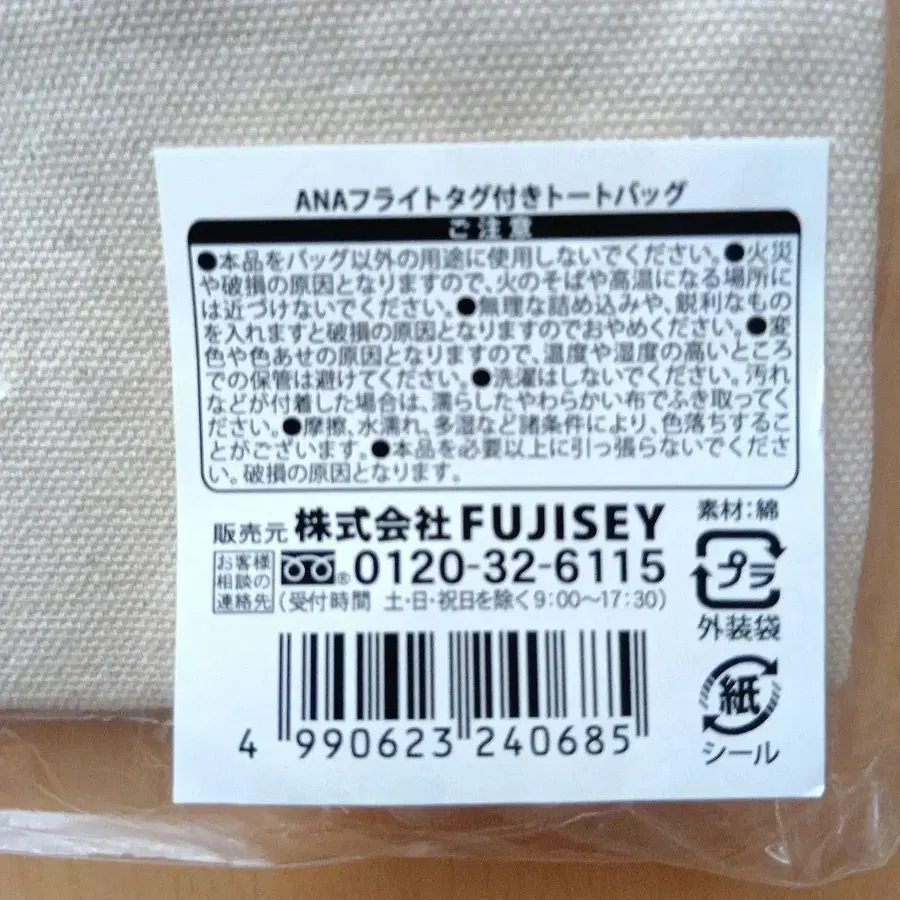 ANAフライトタグ付きトートバッグ
ご注意
●本品をバッグ以外の用途に使用しないでください。●火災
や破損の原因となりますので、火のそばや高温になる場所に
は近づけないでください。●無理な詰め込みや、鋭利なもの
を入れますと破損の原因となりますのでおやめください。●変
色や色あせの原因となりますので、温度や湿度の高いところ
での保管は避けてください。●洗濯はしないでください。汚れ
などが付着した場合は、濡らしたやわらかい布でふき取ってく
ださい。●摩擦、水濡れ、多湿など諸条件により、色落ちするこ
とがございます。●本品を必要以上に引っ張らないでくださ
い。破損の原因となります。
販売元 株式会社FUJISEY
お客様
相談の
連絡先
® 0120-32-6115
(受付時間 土・日・祝日を除く9:00〜17:30)
素材:綿
プラ
外装袋
紙
シール
4 990623 240685